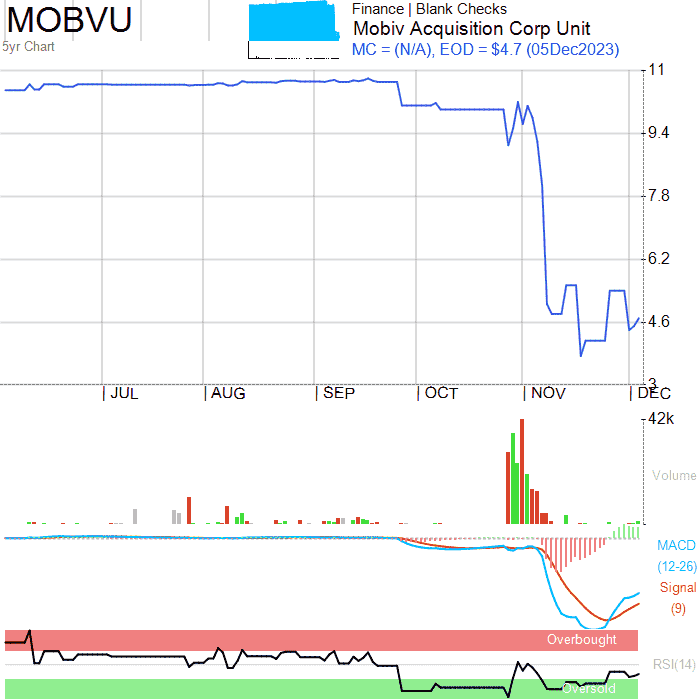 MOBVU
Finance | Blank Checks
Mobiv Acquisition Corp Unit
5yr Chart
MC = (N/A), EOD = $4.7 (05Dec2023)
11
9.4
7.8
6.2
4.6
3
JUL
AUG
SEP
OCT
NOV
DEC
42k
Volume
MACD
(12-26)
Signal
(9)
Overbought
RSI(14)
Oversold